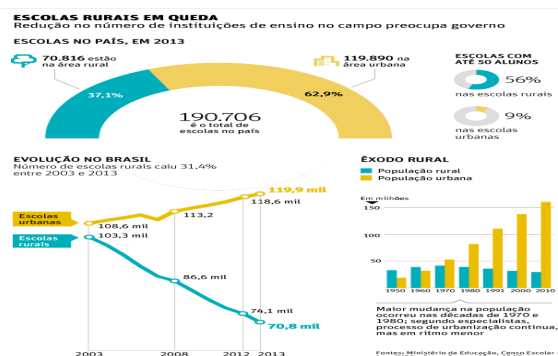 ESCOLAS RURAIS EM QUEDA
Redução no número de instituições de ensino no campo preocupa governo
ESCOLAS NO PAÍS, EM 2013
70.816 estão
na área rural
119.890 na
área urbana
37,1%
62,9%
190.706
é o total de
escolas no país
ESCOLAS COM
ATÉ 50 ALUNOS
56%
nas escolas rurais
9%
nas escolas
urbanas
EVOLUÇÃO NO BRASIL
Número de escolas rurais caiu 31,4%
entre 2003 e 2013
Escolas
urbanas
Escolas
rurais
108,6 mil
103,3 mil
113,2
86,6 mil
119,9 mil
118,6 mil
74,1 mil
70,8 mil
2003
2008
2012
2013
ÊXODO RURAL
População rural
População urbana
Em milhões
150
100
50
1950 1960 1970 1980 1991 2000 2010
Maior mudança na população
ocorreu nas décadas de 1970 e
1980; segundo especialistas,
processo de urbanização continua,
mas em ritmo menor
Fontes: Ministério da Educação, Censo Escolar